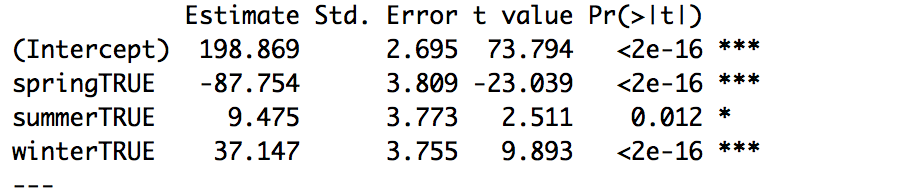 Estimate Std. Error t value Pr(>|t|)
(Intercept) 198.869 2.695 73.794 <2e-16 ***
springTRUE -87.754 3.809 -23.039 <2e-16 ***
summerTRUE 9.475 3.773 2.511 0.012 *
winterTRUE 37.147 3.755 9.893 <2e-16 ***
---